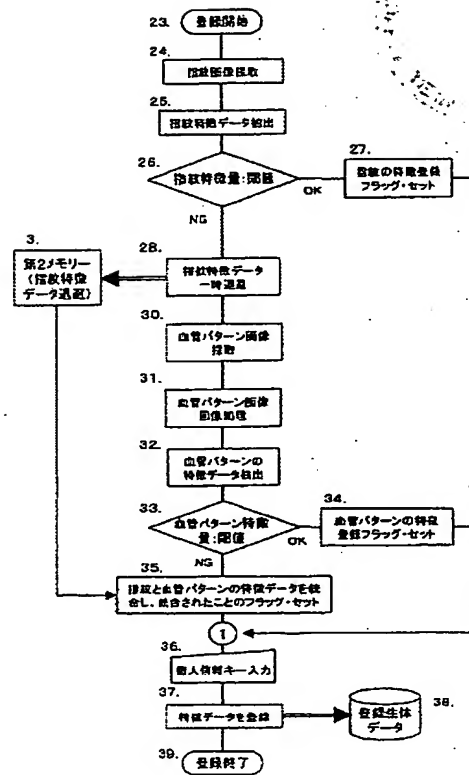 23.
登録開始
24.
指紋画像採取
25.
指紋特徴データ抽出
26.
指紋特徴量:閾値
OK
27.
指紋の特徴登録
フラッグ・セット
NG
3.
第2メモリー
(指紋特徴
データ退避)
28.
指紋特徴データ
一時退避
30.
血管パターン画像
採取
31.
血管パターン画像
画像処理
32.
血管パターンの
特徴データ抽出
33.
血管パターン特徴
量:閾値
OK
34.
血管パターンの特徴
登録フラッグ・セット
NG
35.
指紋と血管パターンの特徴データを統
合し、統合されたことのフラッグ・セット
1
36.
個人情報キー入力
37.
特徴データを登録
登録生体
データ
38.
39.
登録終了